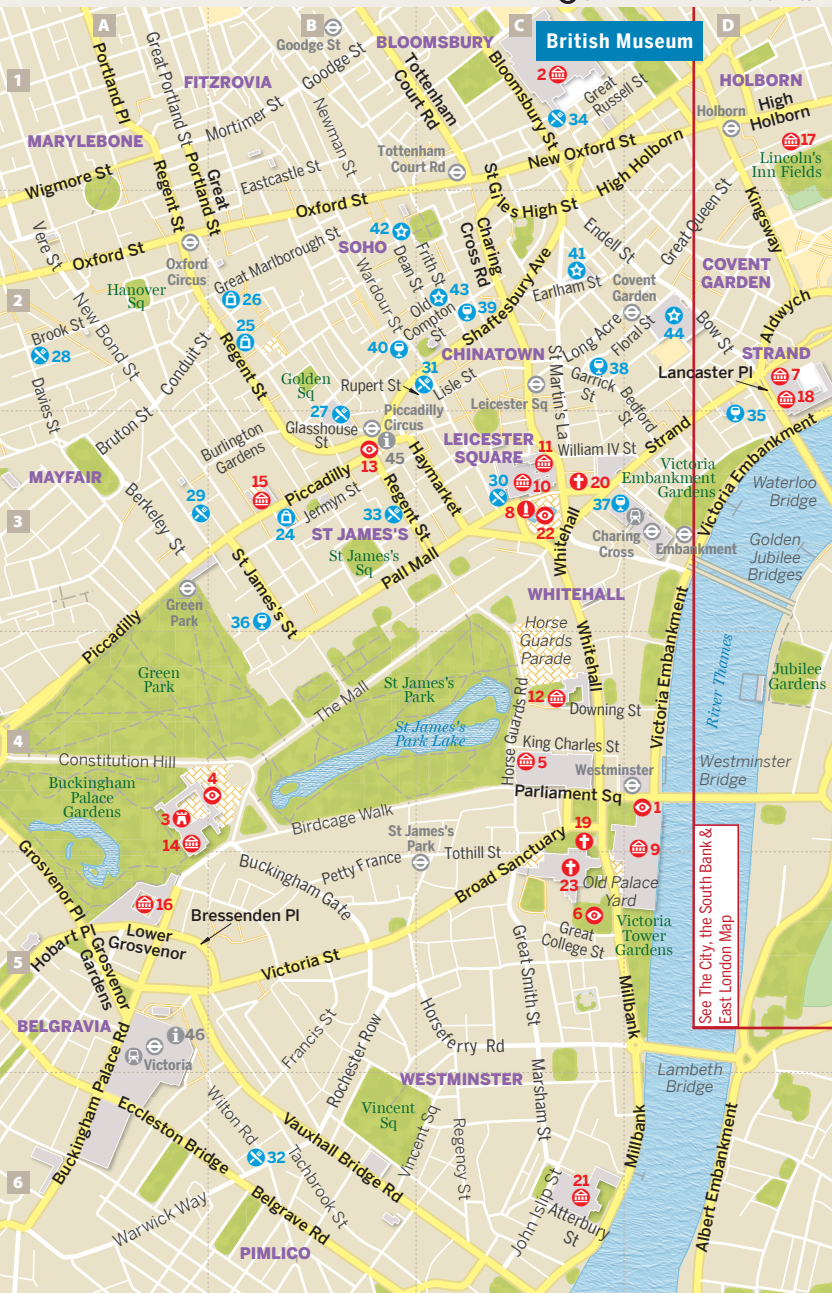 A
B
C
D
British Museum
1
Portland Pl
Great Portland St
Goodge St
Goodge St
BLOOMSBURY
Tottenham
Court Rd
Bloomsbury St
2
Great
Russell St
HOLBORN
FITZROVIA
Newman St
Mortimer St
34
Holborn
High
Holborn
MARYLEBONE
17
Lincoln's
Inn Fields
Tottenham
Court Rd
New Oxford St
High Holborn
Wigmore St
Regent St
Great
Portland St
Eastcastle St
Oxford St
St Giles High St
Kingsway
Vere St
Oxford St
Oxford
Circus
Great Marlborough St
42
SOHO
Dean St
Frith St
Charing
Cross Rd
Endell St
Great Queen St
41
Earlham St
COVENT
GARDEN
2
Hanover
Sq
26
Wardour St
Old
Compton
St
43
39
Shaftesbury Ave
Covent
Garden
44
Bow St
Aldwych
New Bond St
Brook St
28
25
Regent St
Conduit St
40
CHINATOWN
Long Acre
Floral St
STRAND
Davies St
Golden
Sq
Rupert St
31
Lisle St
St Martin's La
38
Garrick
St
Bedford
St
Lancaster Pl
7
18
27
Glasshouse
St
Piccadilly
Circus
Leicester Sq
35
Bruton St
Burlington
Gardens
13
45
Haymarket
LEICESTER
SQUARE
11
William IV St
Strand
MAYFAIR
15
Piccadilly
Regent St
30
10
20
Victoria
Embankment
Gardens
Victoria Embankment
Waterloo
Bridge
3
Berkeley St
29
24
Jermyn St
33
8
22
37
ST JAMES'S
Whitehall
Charing
Cross
Embankment
Golden
Jubilee
Bridges
St James's St
St James's
Sq
Pall Mall
Green
Park
36
WHITEHALL
Piccadilly
Horse
Guards
Parade
Whitehall
Victoria Embankment
River Thames
Green
Park
The Mall
St James's
Park
12
Downing St
Jubilee
Gardens
St James's
Park Lake
Horse Guards Rd
4
Constitution Hill
King Charles St
5
Westminster
Westminster
Bridge
Buckingham
Palace
Gardens
4
Parliament Sq
1
3
14
Birdcage Walk
St James's
Park
19
9
Grosvenor Pl
Buckingham Gate
Petty France
Tothill St
Broad Sanctuary
23
Old Palace
Yard
16
Bressenden Pl
6
Great
College St
Victoria
Tower
Gardens
See The City, the South Bank &
East London Map
Hobart Pl
Lower
Grosvenor
Grosvenor
Gardens
5
Victoria St
Great Smith St
Millbank
BELGRAVIA
46
Victoria
Francis St
Rochester Row
Horseferry Rd
Buckingham Palace Rd
Lambeth
Bridge
WESTMINSTER
Marsham St
Eccleston Bridge
Wilton Rd
Vauxhall Bridge Rd
Vincent
Sq
Vincent Sq
Regency St
Millbank
Albert Embankment
32
Tachbrook St
6
21
John Islip St
Atterbury
St
Warwick Way
Belgrave Rd
PIMLICO